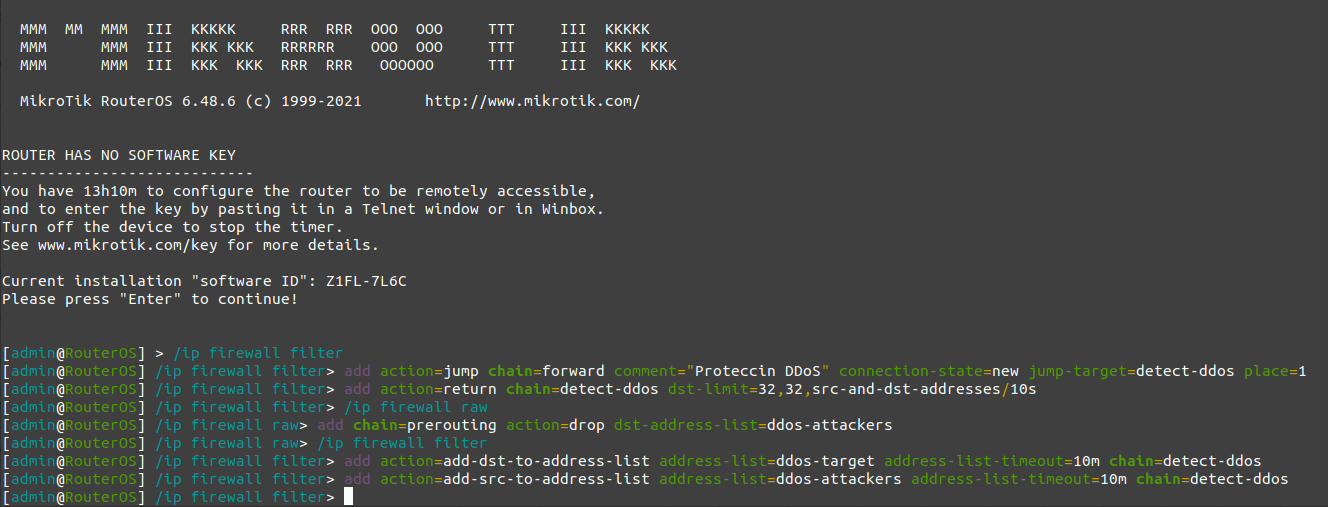 MMM  MM  MMM  III  KKKKK     RRR  RRR  OOO  OOO     TTT     III  KKKKK
MMM      MMM  III  KKK KKK   RRRRRR    OOO  OOO     TTT     III  KKK KKK
MMM      MMM  III  KKK  KKK  RRR  RRR   OOOOOO      TTT     III  KKK  KKK
MikroTik RouterOS 6.48.6 (c) 1999-2021       http://www.mikrotik.com/
ROUTER HAS NO SOFTWARE KEY
----------------------------
You have 13h10m to configure the router to be remotely accessible,
and to enter the key by pasting it in a Telnet window or in Winbox.
Turn off the device to stop the timer.
See www.mikrotik.com/key for more details.
Current installation "software ID": Z1FL-7L6C
Please press "Enter" to continue!
[admin@RouterOS] > /ip firewall filter
[admin@RouterOS] /ip firewall filter> add action=jump chain=forward comment="Proteccin DDoS" connection-state=new jump-target=detect-ddos place=1
[admin@RouterOS] /ip firewall filter> add action=return chain=detect-ddos dst-limit=32,32,src-and-dst-addresses/10s
[admin@RouterOS] /ip firewall filter> /ip firewall raw
[admin@RouterOS] /ip firewall raw> add chain=prerouting action=drop dst-address-list=ddos-attackers
[admin@RouterOS] /ip firewall raw> /ip firewall filter
[admin@RouterOS] /ip firewall filter> add action=add-dst-to-address-list address-list=ddos-target address-list-timeout=10m chain=detect-ddos
[admin@RouterOS] /ip firewall filter> add action=add-src-to-address-list address-list=ddos-attackers address-list-timeout=10m chain=detect-ddos
[admin@RouterOS] /ip firewall filter>